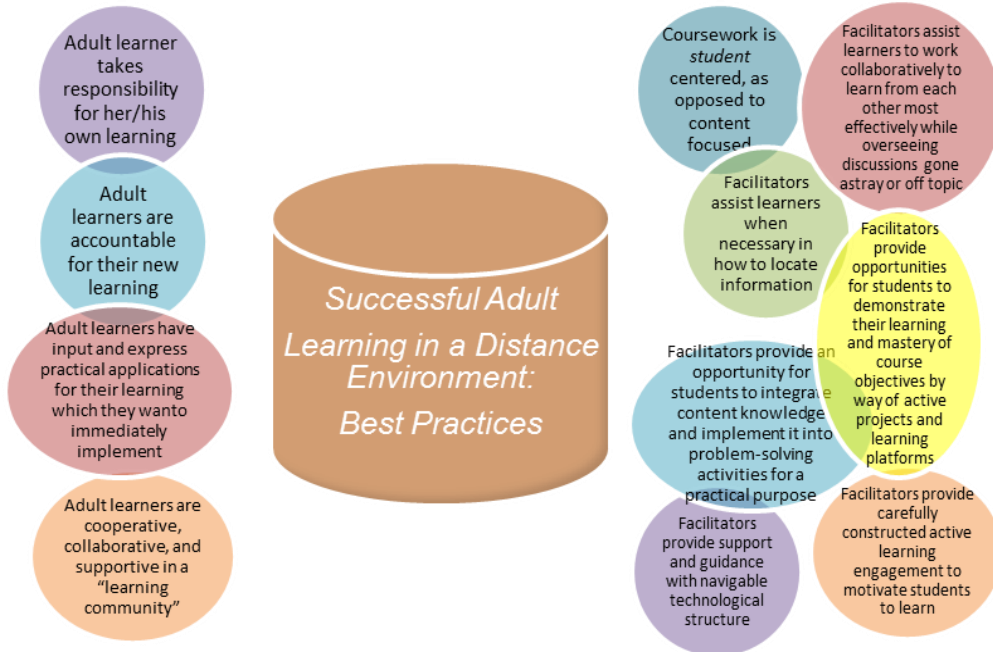 Adult learner
takes
responsibility
for her/his
own learning
Adult
learners are
accountable
for their new
learning
Adult learners have
input and express
practical applications
for their learning
which they wanto
immediately
implement
Adult learners are
cooperative,
collaborative, and
supportive in a
“learning
community”
Successful Adult
Learning in a Distance
Environment:
Best Practices
Coursework is
student
centered, as
opposed to
content
focused
Facilitators assist
learners to work
collaboratively to
learn from each
other most
effectively while
overseeing
discussions gone
astray or off topic
Facilitators
assist learners
when
necessary in
how to locate
information
Facilitators
provide
opportunities
for students to
demonstrate
their learning
and mastery of
course
objectives by
way of active
projects and
learning
platforms
Facilitators provide an
opportunity for
students to integrate
content knowledge
and implement it into
problem-solving
activities for a
practical purpose
Facilitators
provide support
and guidance
with navigable
technological
structure
Facilitators provide
carefully
constructed active
learning
engagement to
motivate students
to learn